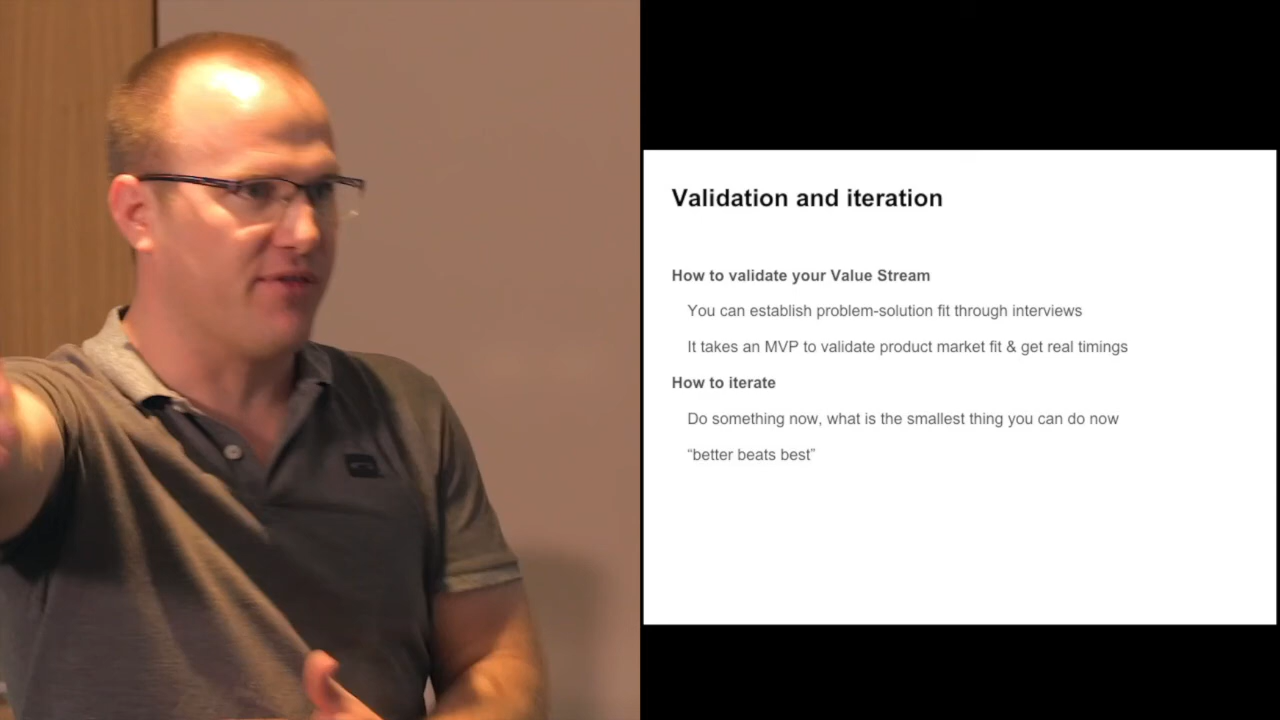 Validation and iteration
How to validate your Value Stream
You can establish problem-solution fit through interviews
It takes an MVP to validate product market fit & get real timings
How to iterate
Do something now, what is the smallest thing you can do now
“better beats best”